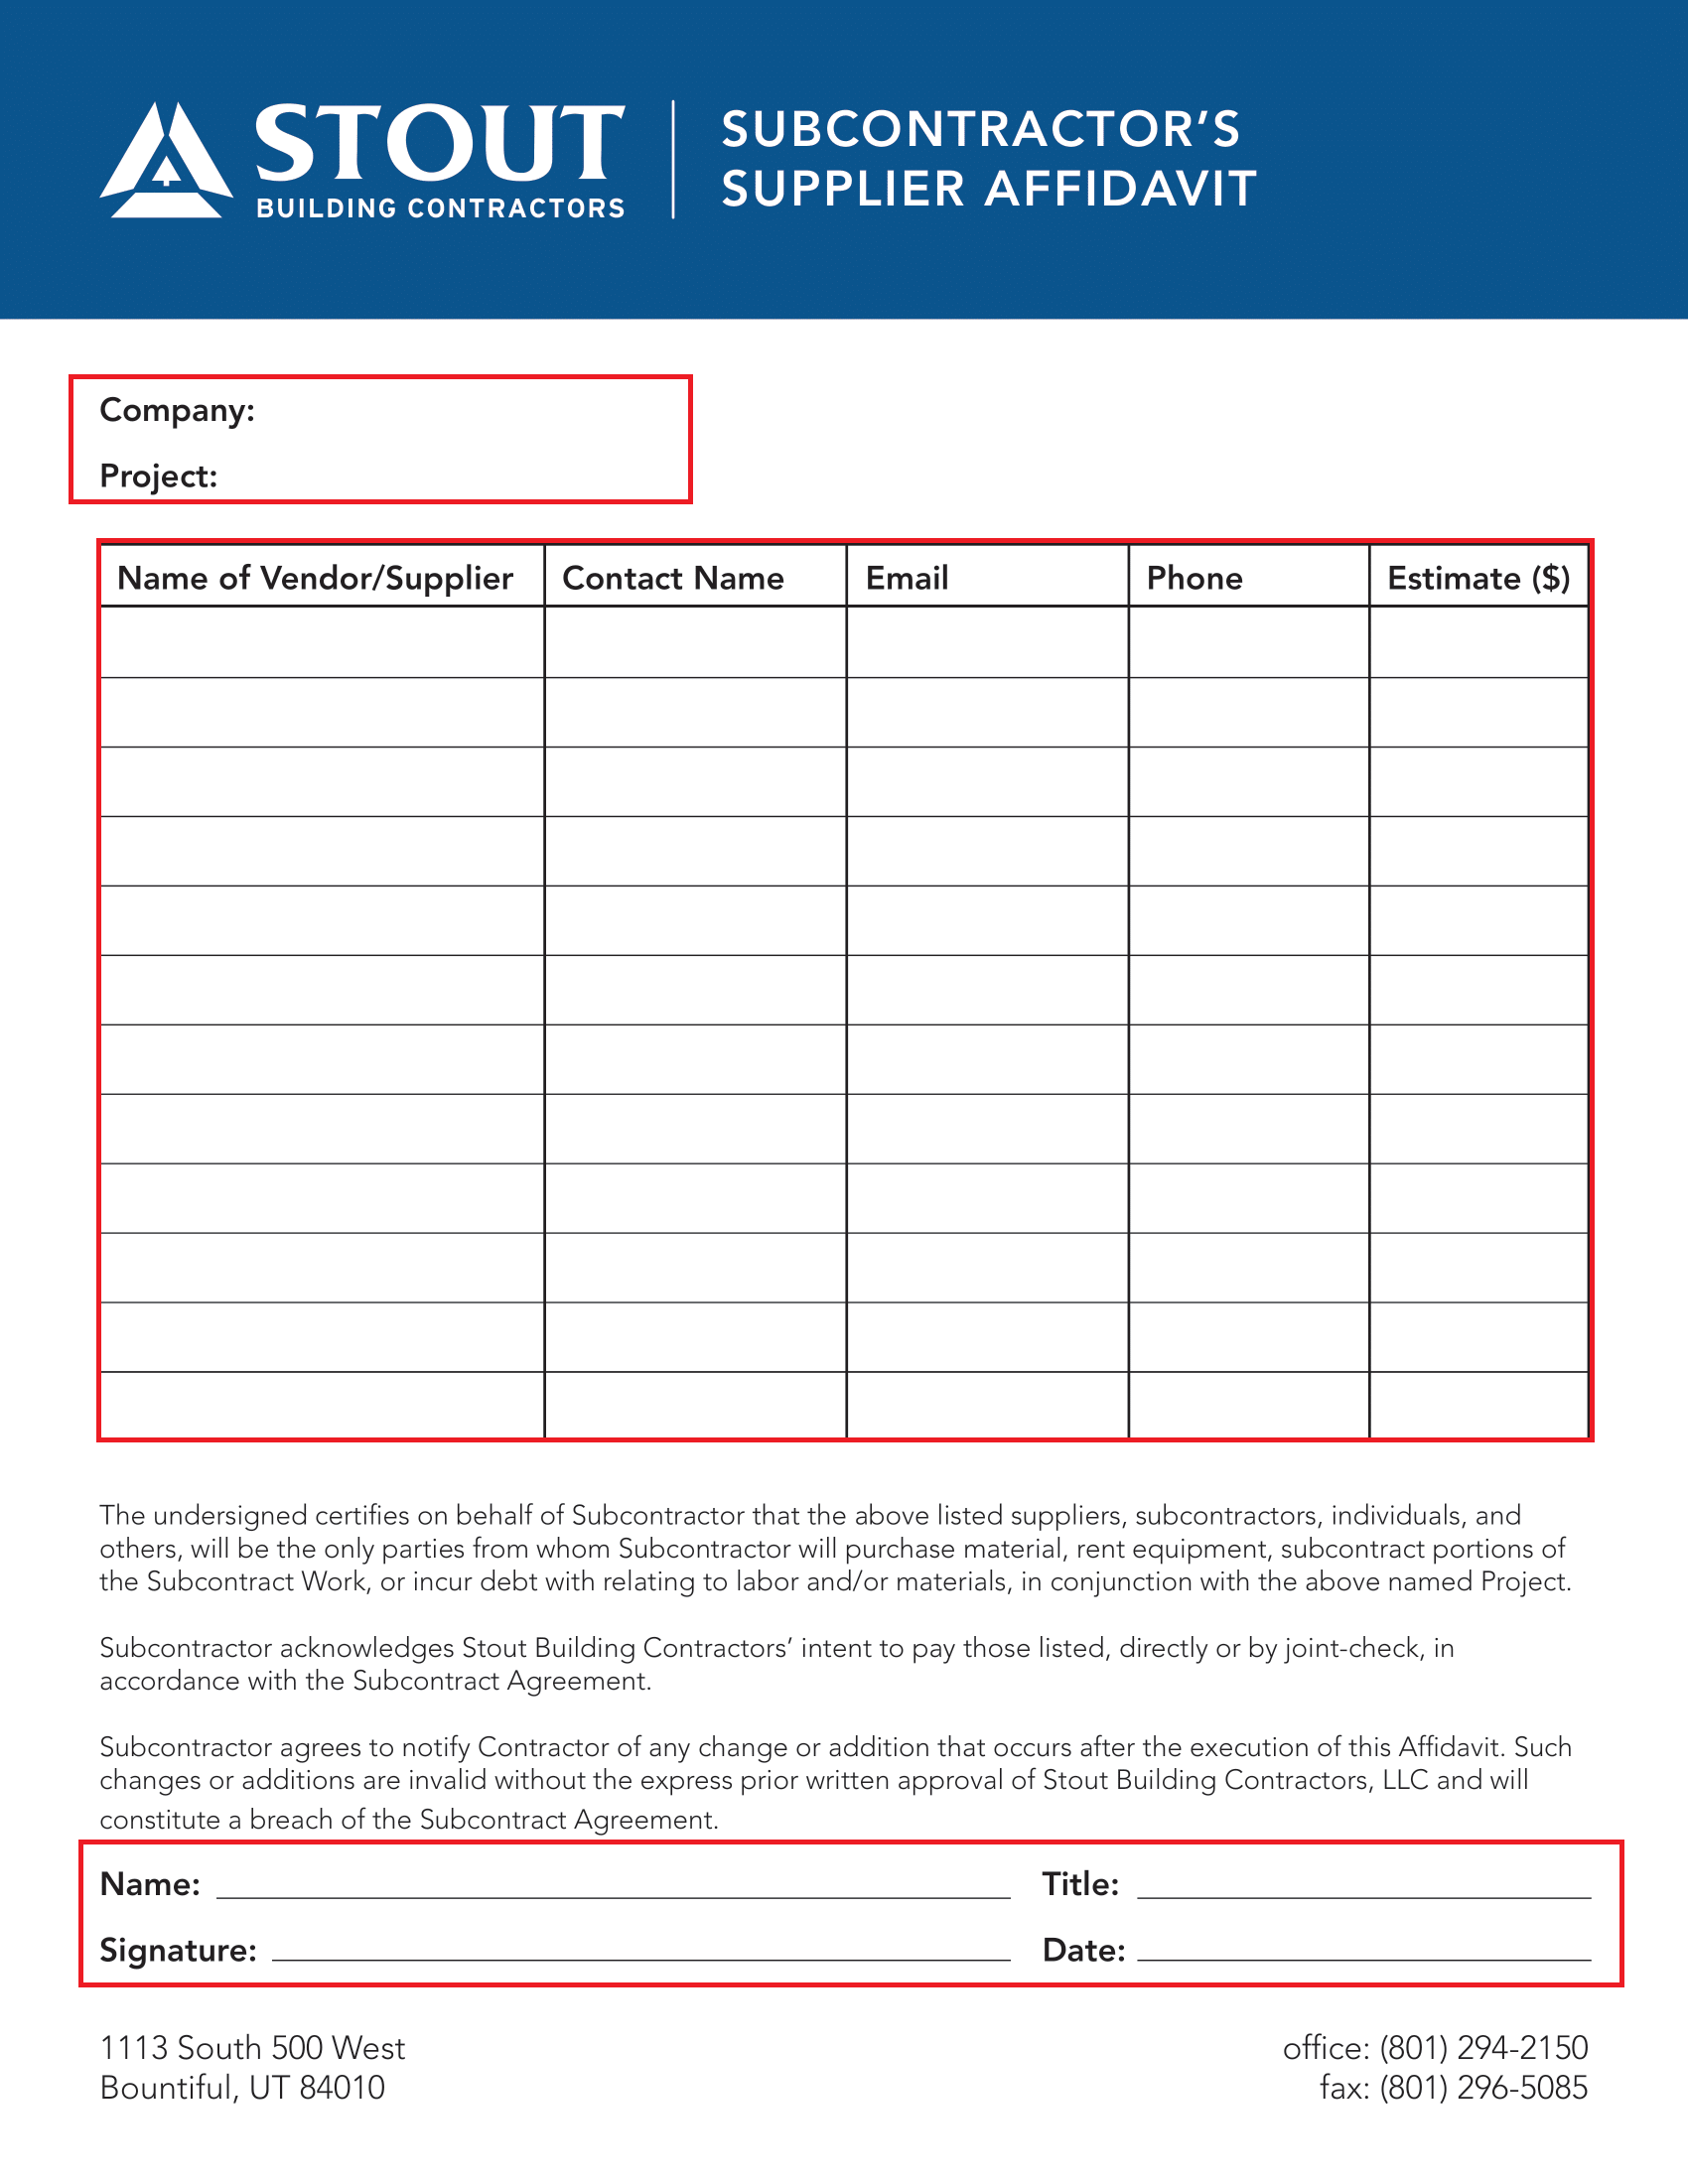 STOUT
BUILDING CONTRACTORS
SUBCONTRACTOR’S
SUPPLIER AFFIDAVIT
Company:
Project:
Name of Vendor/Supplier Contact Name Email Phone Estimate ($)
The undersigned certifies on behalf of Subcontractor that the above listed suppliers, subcontractors, individuals, and
others, will be the only parties from whom Subcontractor will purchase material, rent equipment, subcontract portions of
the Subcontract Work, or incur debt with relating to labor and/or materials, in conjunction with the above named Project.
Subcontractor acknowledges Stout Building Contractors’ intent to pay those listed, directly or by joint-check, in
accordance with the Subcontract Agreement.
Subcontractor agrees to notify Contractor of any change or addition that occurs after the execution of this Affidavit. Such
changes or additions are invalid without the express prior written approval of Stout Building Contractors, LLC and will
constitute a breach of the Subcontract Agreement.
Name: Title:
Signature: Date:
1113 South 500 West
Bountiful, UT 84010
office: (801) 294-2150
fax: (801) 296-5085